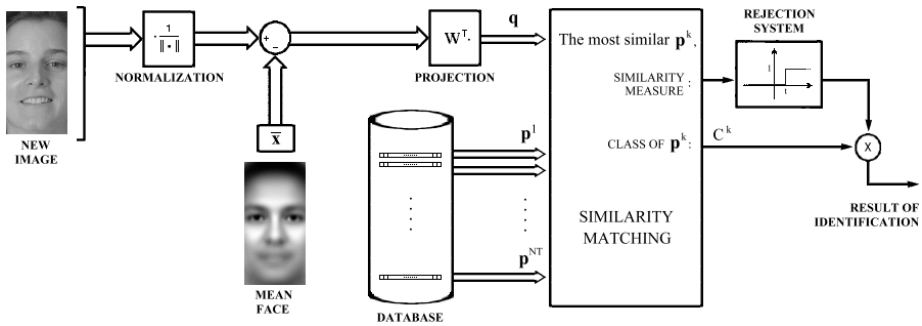 NEW
IMAGE
1
‖ • ‖
NORMALIZATION
+
−
x̄
MEAN
FACE
Wᵀ·
PROJECTION
q
DATABASE
p¹
pᴺᵀ
The most similar pᵏ,
SIMILARITY
MEASURE :
CLASS OF pᵏ:
SIMILARITY
MATCHING
REJECTION
SYSTEM
1
t
Cᵏ
X
RESULT OF
IDENTIFICATION